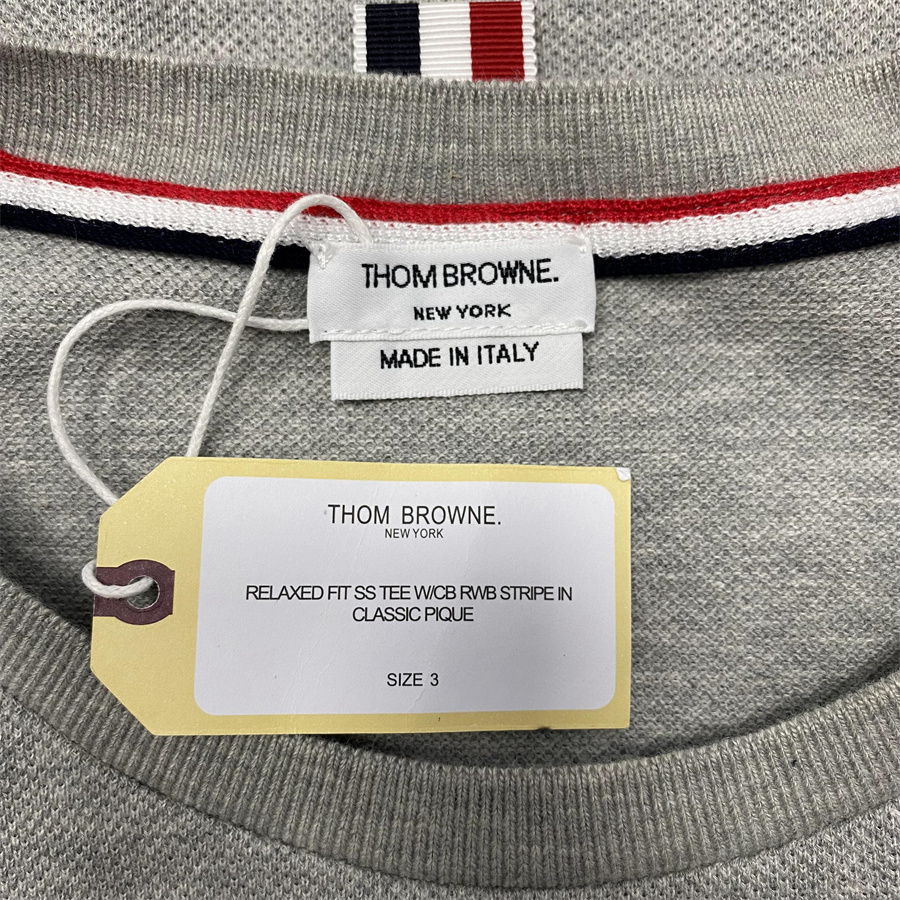 THOM BROWNE.
NEW YORK
MADE IN ITALY
THOM BROWNE.
NEW YORK
RELAXED FIT SS TEE W/CB RWB STRIPE IN
CLASSIC PIQUE
SIZE 3